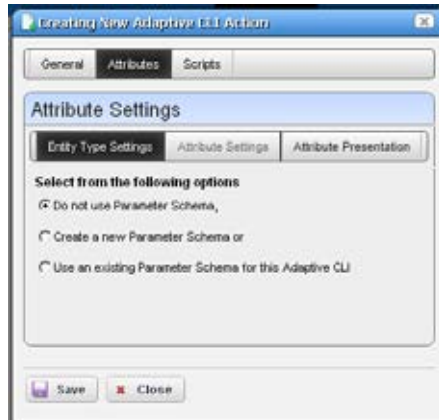 Creating New Adaptive CLI Action
General Attributes Scripts
Attribute Settings
Entity Type Settings Attribute Settings Attribute Presentation
Select from the following options
Do not use Parameter Schema,
Create a new Parameter Schema or
Use an existing Parameter Schema for this Adaptive CLI
Save Close